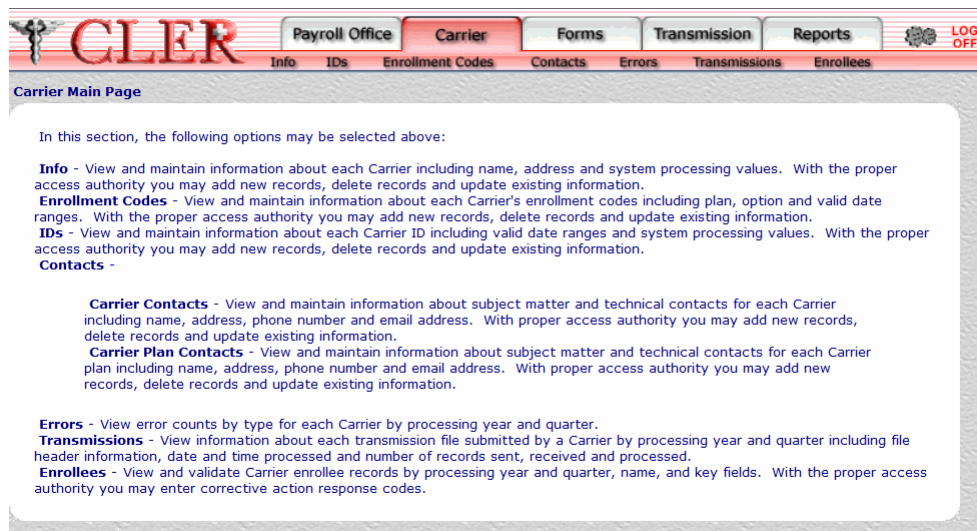 CLER
Payroll Office Carrier Forms Transmission Reports LOG
OFF
Info IDs Enrollment Codes Contacts Errors Transmissions Enrollees
Carrier Main Page
In this section, the following options may be selected above:
Info - View and maintain information about each Carrier including name, address and system processing values. With the proper
access authority you may add new records, delete records and update existing information.
Enrollment Codes - View and maintain information about each Carrier's enrollment codes including plan, option and valid date
ranges. With the proper access authority you may add new records, delete records and update existing information.
IDs - View and maintain information about each Carrier ID including valid date ranges and system processing values. With the proper
access authority you may add new records, delete records and update existing information.
Contacts -
Carrier Contacts - View and maintain information about subject matter and technical contacts for each Carrier
including name, address, phone number and email address. With proper access authority you may add new records,
delete records and update existing information.
Carrier Plan Contacts - View and maintain information about subject matter and technical contacts for each Carrier
plan including name, address, phone number and email address. With proper access authority you may add new
records, delete records and update existing information.
Errors - View error counts by type for each Carrier by processing year and quarter.
Transmissions - View information about each transmission file submitted by a Carrier by processing year and quarter including file
header information, date and time processed and number of records sent, received and processed.
Enrollees - View and validate Carrier enrollee records by processing year and quarter, name, and key fields. With the proper access
authority you may enter corrective action response codes.